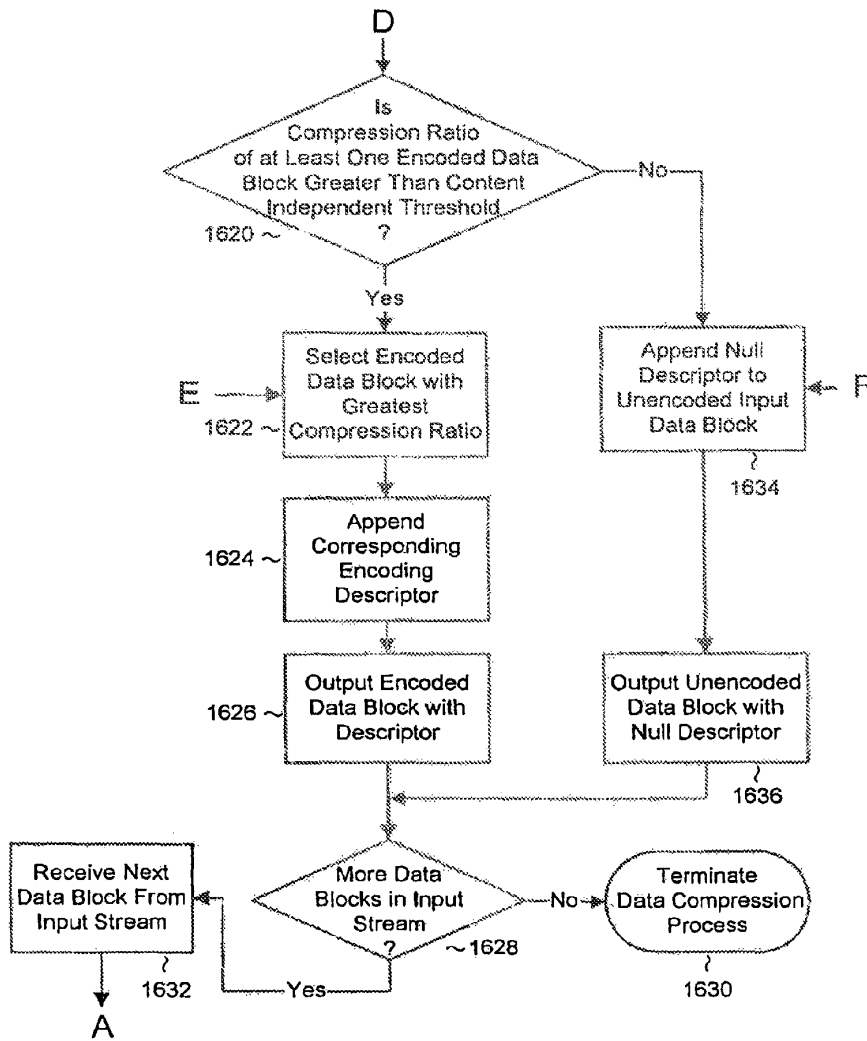 D
Is
Compression Ratio
of at Least One Encoded Data
Block Greater Than Content
Independent Threshold
?
1620
No
Yes
E
Select Encoded
Data Block with
Greatest
Compression Ratio
1622
Append Null
Descriptor to
Unencoded Input
Data Block
F
1634
1624
Append
Corresponding
Encoding
Descriptor
1626
Output Encoded
Data Block with
Descriptor
Output Unencoded
Data Block with
Null Descriptor
1636
Receive Next
Data Block From
Input Stream
1632
A
More Data
Blocks in Input
Stream
?
1628
No
Yes
Terminate
Data Compression
Process
1630